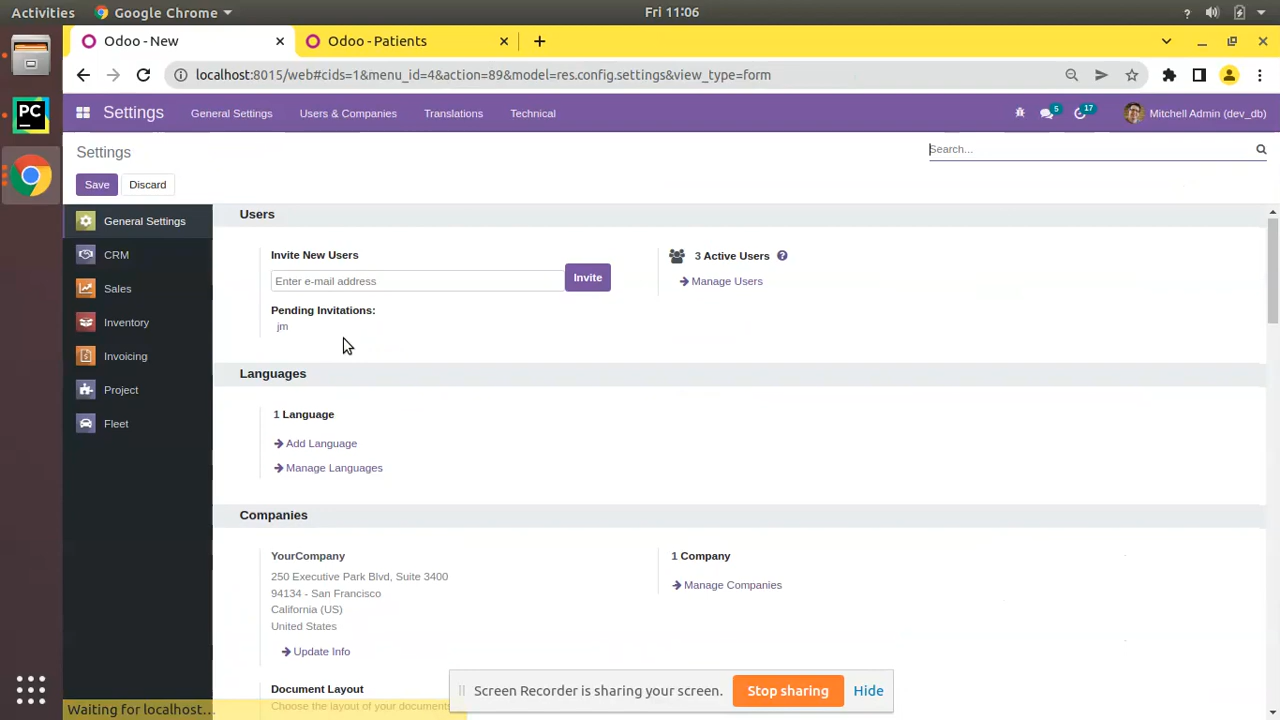 Activities Google Chrome Fri 11:06
Odoo - New Odoo - Patients
localhost:8015/web#cids=1&menu_id=4&action=89&model=res.config.settings&view_type=form
Settings General Settings Users & Companies Translations Technical 5 17 Mitchell Admin (dev_db)
Settings Search...
Save Discard
General Settings
CRM
Sales
Inventory
Invoicing
Project
Fleet
Users
Invite New Users
Enter e-mail address Invite
Pending Invitations:
jm
3 Active Users
Manage Users
Languages
1 Language
Add Language
Manage Languages
Companies
YourCompany
250 Executive Park Blvd, Suite 3400
94134 - San Francisco
California (US)
United States
Update Info
1 Company
Manage Companies
Document Layout
Choose the layout of your documents
Screen Recorder is sharing your screen. Stop sharing Hide
Waiting for localhost...
PC